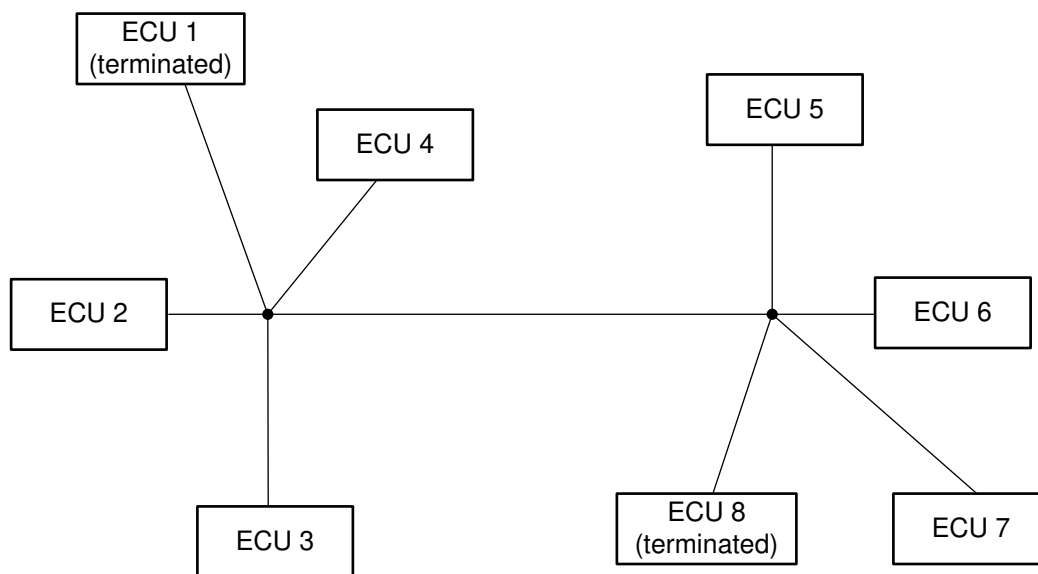 ECU 1
(terminated)
ECU 4
ECU 5
ECU 2
ECU 6
ECU 3
ECU 8
(terminated)
ECU 7